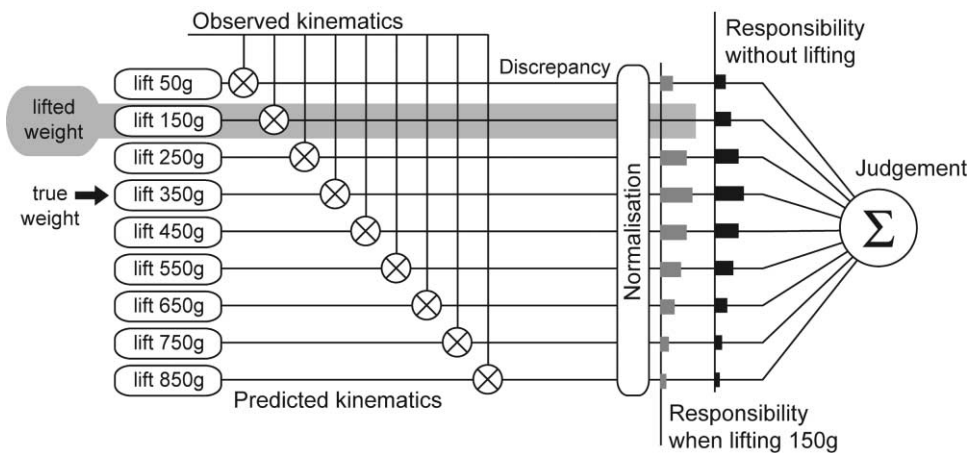 Observed kinematics
Responsibility
without lifting
Discrepancy
lift 50g
lifted
weight
lift 150g
lift 250g
Judgement
true
weight
lift 350g
Σ
lift 450g
Normalisation
lift 550g
lift 650g
lift 750g
lift 850g
Predicted kinematics
Responsibility
when lifting 150g